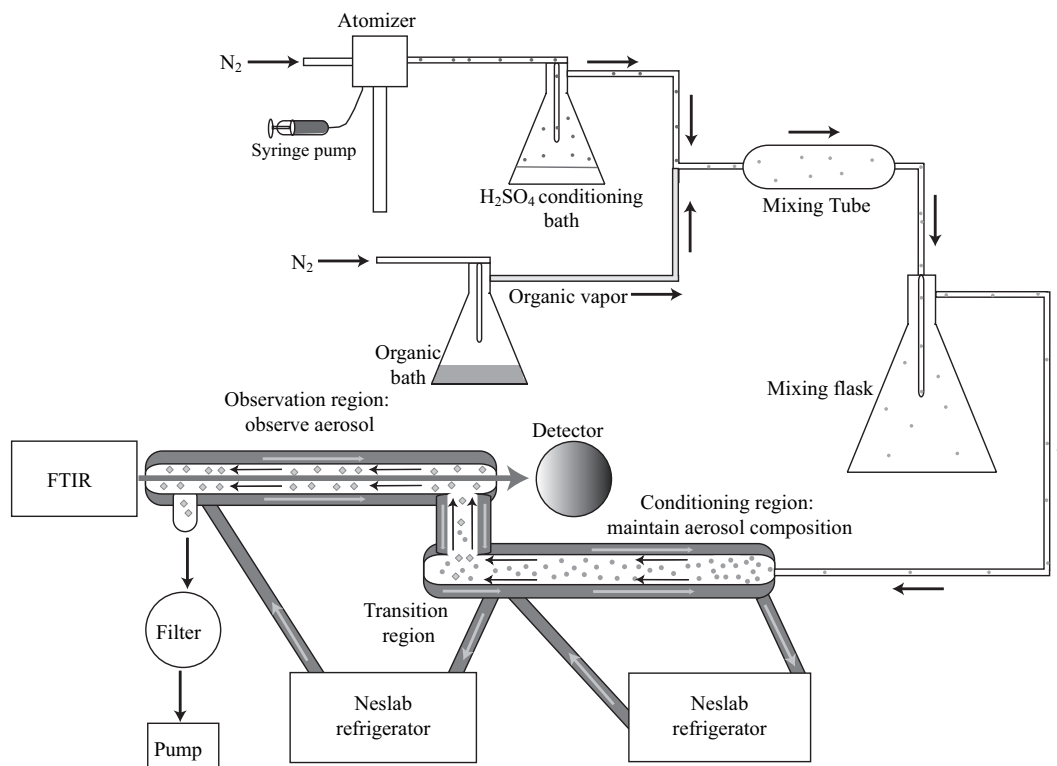 Atomizer
N₂
Syringe pump
H₂SO₄ conditioning
bath
Mixing Tube
N₂
Organic vapor
Organic
bath
Mixing flask
Observation region:
observe aerosol
Detector
FTIR
Conditioning region:
maintain aerosol composition
Transition
region
Filter
Neslab
refrigerator
Neslab
refrigerator
Pump